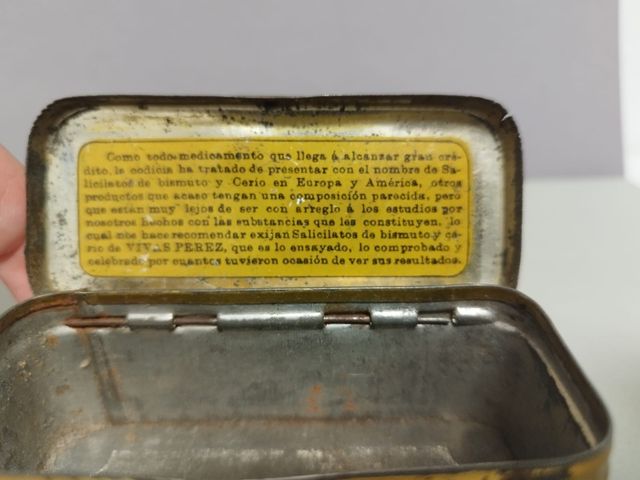 Como todo medicamento que llega á alcanzar gran cré-
dito, la codicia ha tratado de presentar con el nombre de Sa-
licilatos de bismuto y Cerio en Europa y América, otros
productos que acaso tengan una composición parecida, pero
que están muy lejos de ser con arreglo á los estudios por
nosotros hechos con las substancias que les constituyen, lo
cual nos hace recomendar exijan Salicilatos de bismuto y ce-
rio de VIVAS PEREZ, que es lo ensayado, lo comprobado y
celebrado por cuantos tuvieron ocasión de ver sus resultados.